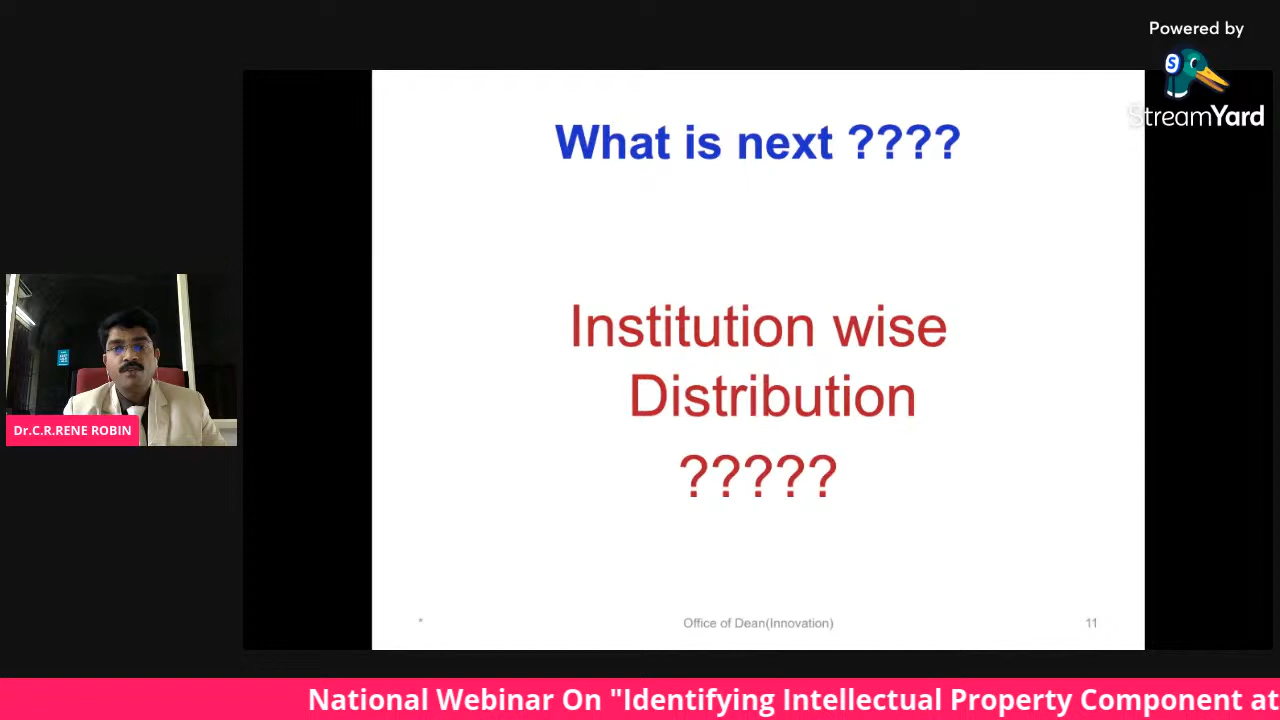 Powered by
S
StreamYard
What is next ????
Institution wise
Distribution
?????
Dr.C.R.RENE ROBIN
* Office of Dean(Innovation) 11
National Webinar On "Identifying Intellectual Property Component at